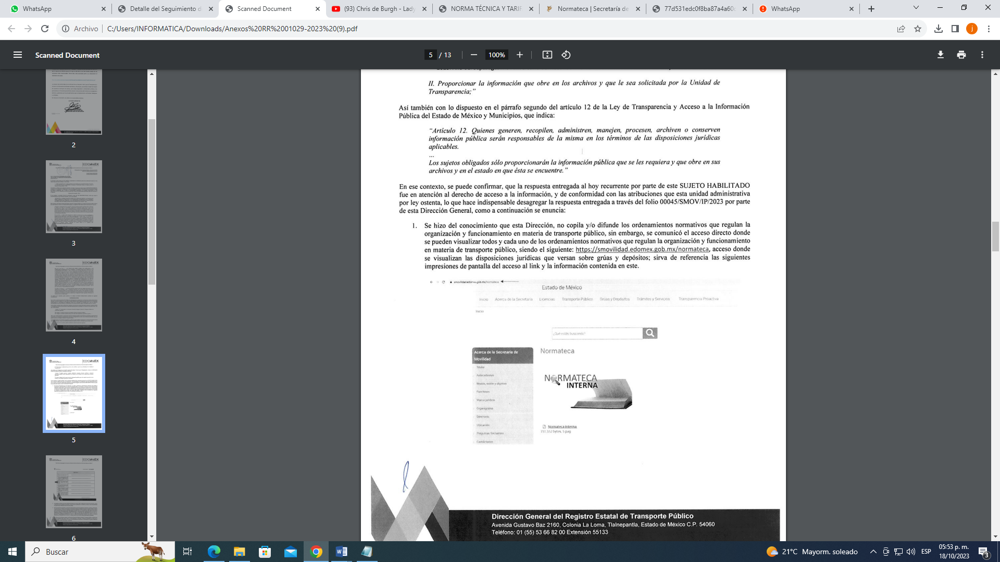 WhatsApp
Detalle del Seguimiento d
Scanned Document
(93) Chris de Burgh - Lady
NORMA TÉCNICA Y TARIF
Normateca | Secretaría de
77d531edc0f8ba87a4a60c
WhatsApp
Archivo
C:/Users/INFORMATICA/Downloads/Anexos%20RR%2001029-2023%20(9).pdf
j
Scanned Document
5 / 13
100%
2
3
4
5
6
II. Proporcionar la información que obre en los archivos y que le sea solicitada por la Unidad de
Transparencia;”
Así también con lo dispuesto en el párrafo segundo del artículo 12 de la Ley de Transparencia y Acceso a la Información
Pública del Estado de México y Municipios, que indica:
“Artículo 12. Quienes generen, recopilen, administren, manejen, procesen, archiven o conserven
información pública serán responsables de la misma en los términos de las disposiciones jurídicas
aplicables.
...
Los sujetos obligados sólo proporcionarán la información pública que se les requiera y que obre en sus
archivos y en el estado en que ésta se encuentre.”
En ese contexto, se puede confirmar, que la respuesta entregada al hoy recurrente por parte de este SUJETO HABILITADO
fue en atención al derecho de acceso a la información, y de conformidad con las atribuciones que esta unidad administrativa
por ley ostenta, lo que hace indispensable desagregar la respuesta entregada a través del folio 00045/SMOV/IP/2023 por parte
de esta Dirección General, como a continuación se enuncia:
1. Se hizo del conocimiento que esta Dirección, no copila y/o difunde los ordenamientos normativos que regulan la
organización y funcionamiento en materia de transporte público, sin embargo, se comunicó el acceso directo donde
se pueden visualizar todos y cada uno de los ordenamientos normativos que regulan la organización y funcionamiento
en materia de transporte público, siendo el siguiente: https://smovilidad.edomex.gob.mx/normateca, acceso donde
se visualizan las disposiciones jurídicas que versan sobre grúas y depósitos; sirva de referencia las siguientes
impresiones de pantalla del acceso al link y la información contenida en este.
smovilidad.edomex.gob.mx/normateca
Estado de México
Inicio Acerca de la Secretaría Licencias Transporte Público Grúas y Depósitos Trámites y Servicios Transparencia Proactiva
Inicio
¿Qué estás buscando?
Acerca de la Secretaría de
Movilidad
Titular
Antecedentes
Misión, visión y objetivo
Funciones
Marco jurídico
Organigrama
Directorio
Ubicación
Preguntas frecuentes
Normateca
NORMATECA
INTERNA
Normateca Interna
151,552 bytes, 5 pag
Dirección General del Registro Estatal de Transporte Público
Avenida Gustavo Baz 2160, Colonia La Loma, Tlalnepantla, Estado de México C.P. 54060
Teléfono: 01 (55) 53 66 82 00 Extensión 55133
Buscar
21°C Mayorm. soleado
ESP
05:53 p. m.
18/10/2023
3